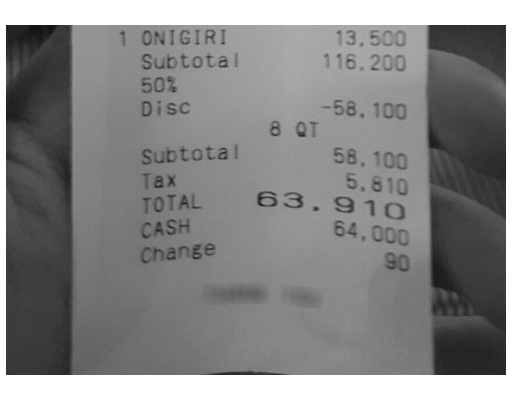 1 ONIGIRI 13,500
Subtotal 116,200
50%
Disc -58,100
8 QT
Subtotal 58,100
Tax 5,810
TOTAL 63.910
CASH 64,000
Change 90